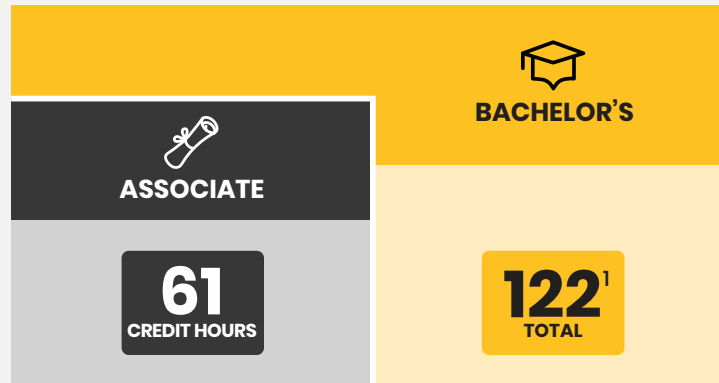 BACHELOR’S
ASSOCIATE
61
CREDIT HOURS
122¹
TOTAL